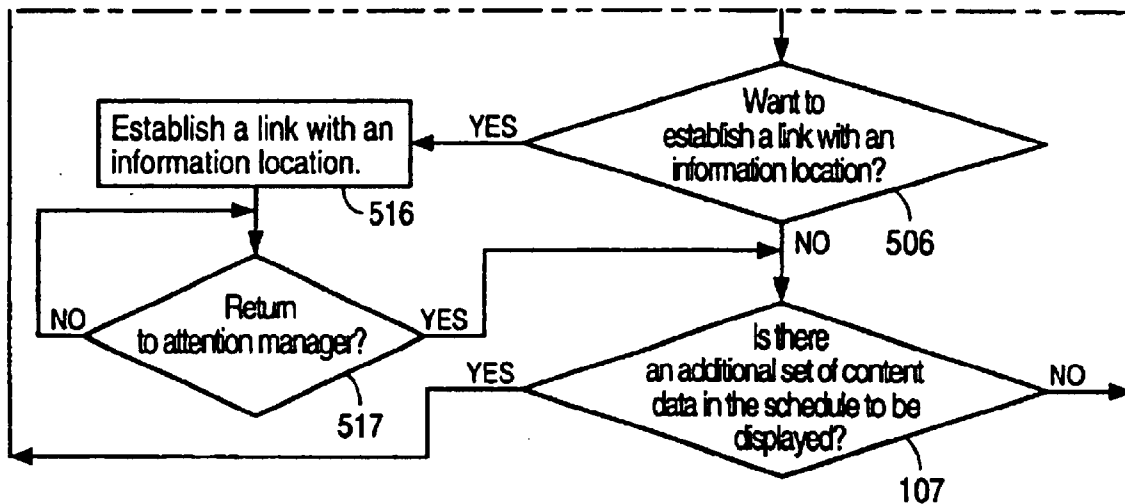 Want to
establish a link with an
information location?
506
YES
NO
Establish a link with an
information location.
516
Return
to attention manager?
517
NO
YES
Is there
an additional set of content
data in the schedule to be
displayed?
107
YES
NO